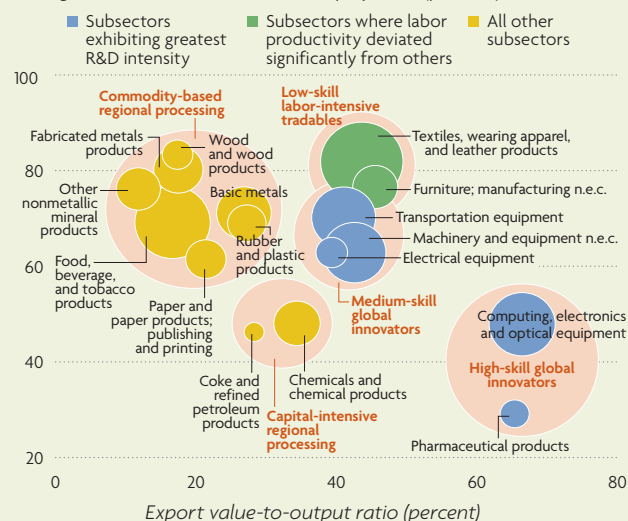 Subsectors
exhibiting greatest
R&D intensity
Subsectors where labor
productivity deviated
significantly from others
All other
subsectors
100
80
60
40
20
Commodity-based
regional processing
Low-skill
labor-intensive
tradables
Fabricated metals
products
Wood
and wood
products
Textiles, wearing apparel,
and leather products
Other
nonmetallic
mineral
products
Basic metals
Furniture; manufacturing n.e.c.
Transportation equipment
Machinery and equipment n.e.c.
Electrical equipment
Rubber
and plastic
products
Food,
beverage,
and tobacco
products
Paper and
paper products;
publishing
and printing
Medium-skill
global
innovators
Computing, electronics
and optical equipment
High-skill global
innovators
Coke and
refined
petroleum
products
Chemicals and
chemical products
Capital-intensive
regional
processing
Pharmaceutical products
0
20
40
60
80
Export value-to-output ratio (percent)